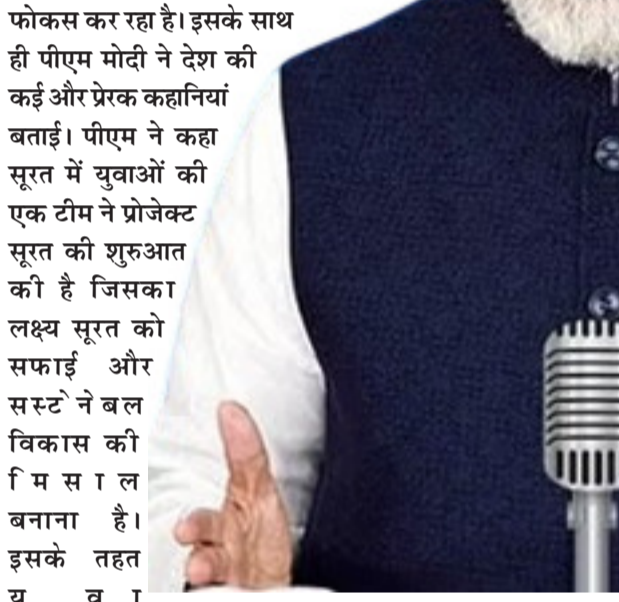 फोकस कर रहा है। इसके साथ
ही पीएम मोदी ने देश की
कई और प्रेरक कहानियां
बताई। पीएम ने कहा
सूरत में युवाओं की
एक टीम ने प्रोजेक्ट
सूरत की शुरुआत
की है जिसका
लक्ष्य सूरत को
सफाई और
सस्टेनेबल
विकास की
मिसाल
बनाना है।
इसके तहत